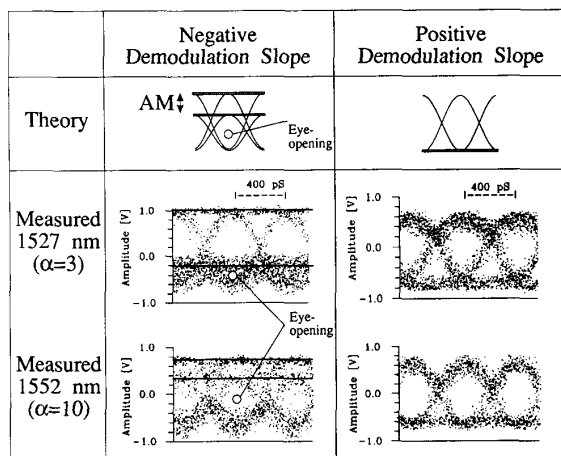 Negative
Demodulation Slope
Positive
Demodulation Slope
Theory
AM
Eye-
opening
Measured
1527 nm
(α=3)
400 pS
Amplitude [V]
1.0
0.0
-1.0
400 pS
Amplitude [V]
1.0
0.0
-1.0
Eye-
opening
Measured
1552 nm
(α=10)
Amplitude [V]
1.0
0.0
-1.0
Amplitude [V]
1.0
0.0
-1.0